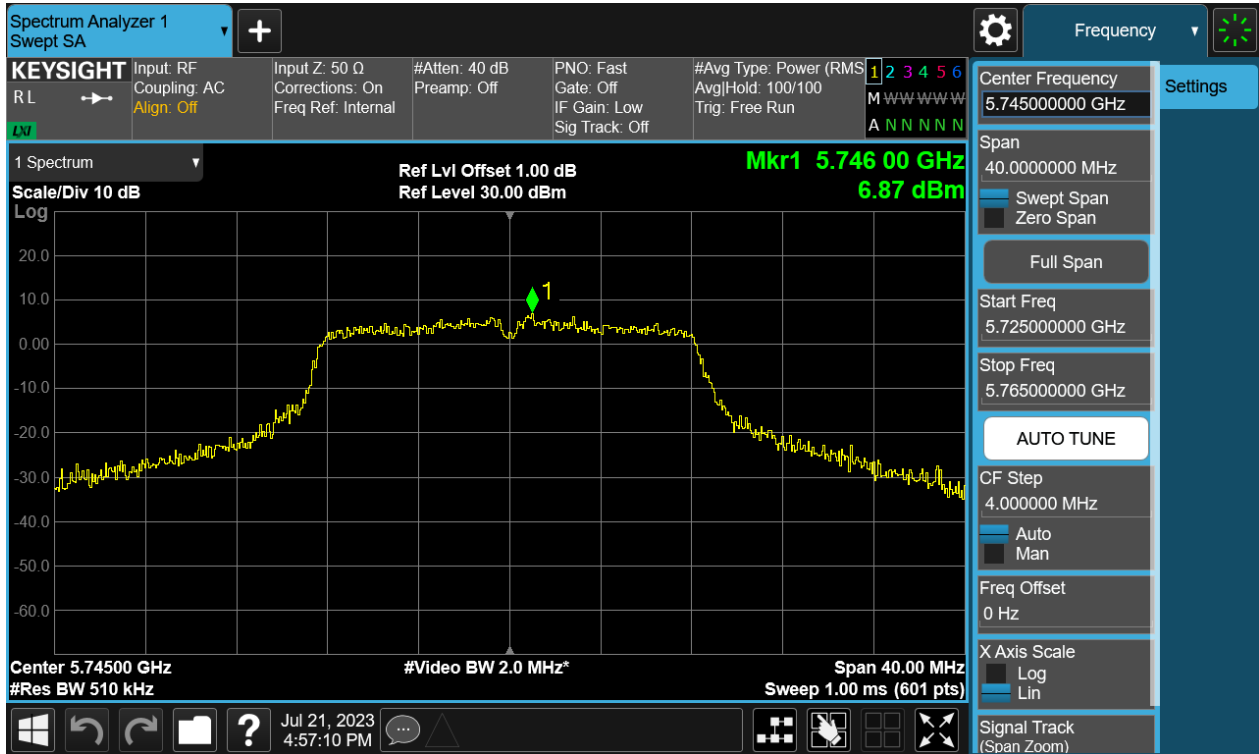 Spectrum Analyzer 1
Swept SA
Frequency
KEYSIGHT
R L
LXI
Input: RF
Coupling: AC
Align: Off
Input Z: 50 Ω
Corrections: On
Freq Ref: Internal
#Atten: 40 dB
Preamp: Off
PNO: Fast
Gate: Off
IF Gain: Low
Sig Track: Off
#Avg Type: Power (RMS
Avg|Hold: 100/100
Trig: Free Run
1 2 3 4 5 6
M W W W W W
A N N N N N
1 Spectrum
Scale/Div 10 dB
Log
Ref Lvl Offset 1.00 dB
Ref Level 30.00 dBm
Mkr1 5.746 00 GHz
6.87 dBm
20.0
10.0
0.00
-10.0
-20.0
-30.0
-40.0
-50.0
-60.0
1
Center 5.74500 GHz
#Res BW 510 kHz
#Video BW 2.0 MHz*
Span 40.00 MHz
Sweep 1.00 ms (601 pts)
Jul 21, 2023
4:57:10 PM
Center Frequency
5.745000000 GHz
Span
40.0000000 MHz
Swept Span
Zero Span
Full Span
Start Freq
5.725000000 GHz
Stop Freq
5.765000000 GHz
AUTO TUNE
CF Step
4.000000 MHz
Auto
Man
Freq Offset
0 Hz
X Axis Scale
Log
Lin
Signal Track
(Span Zoom)
Settings